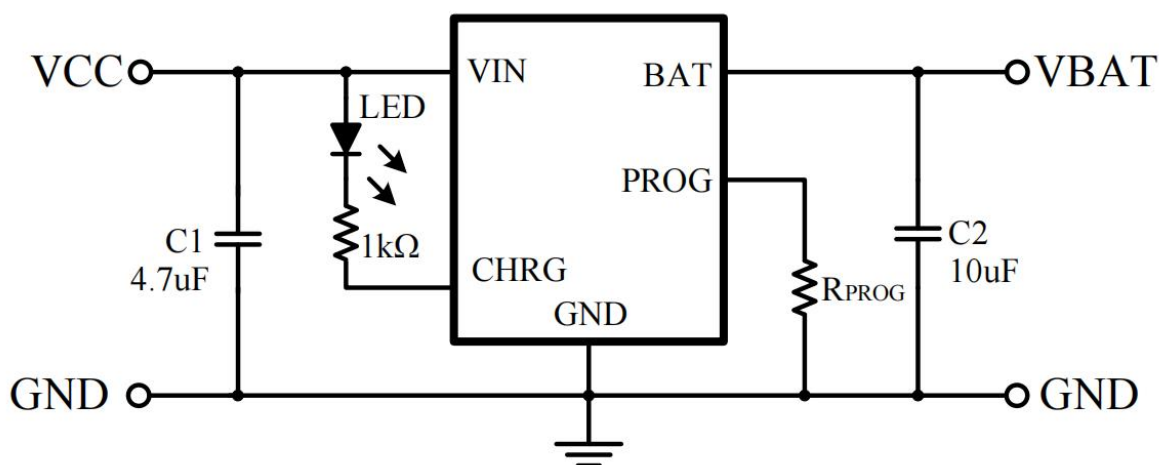 VCC
VIN
BAT
VBAT
LED
PROG
C1
4.7uF
1kΩ
CHRG
RPROG
C2
10uF
GND
GND
GND